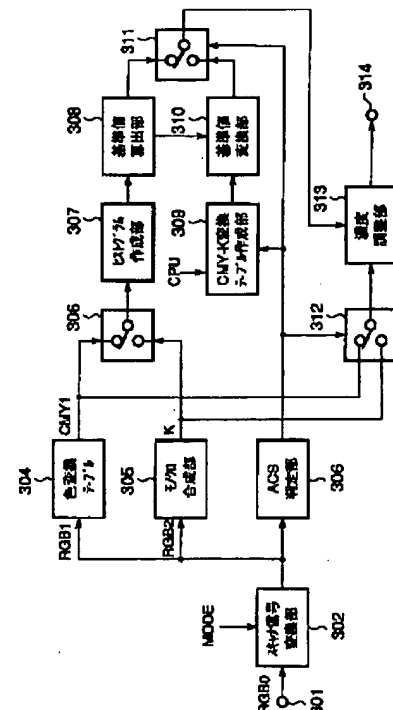 RGB0
301
MODE
スキャナ信号
変換部
302
RGB1
RGB2
304
色変換
テーブル
305
モノクロ
合成部
306
ACS
判定部
CMY1
K
306
307
ヒストグラム
作成部
308
基準値
算出部
CPU
309
CMY-K変換
テーブル作成部
310
基準値
変換部
311
312
313
濃度
調整部
314